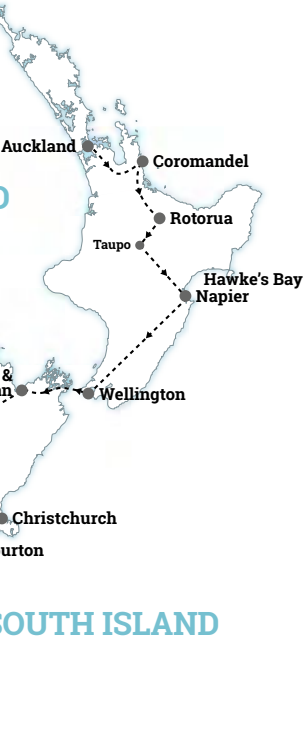 Auckland
Coromandel
Rotorua
Taupo
Hawke's Bay
Napier
&
Wellington
Christchurch
SOUTH ISLAND